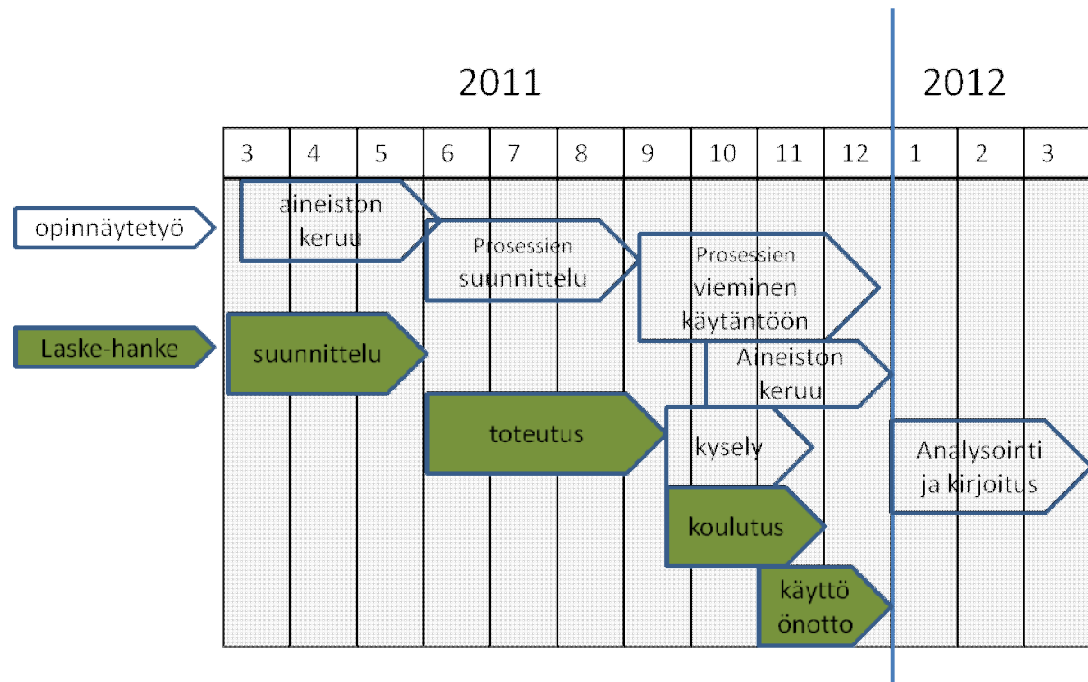 2011 2012
3 4 5 6 7 8 9 10 11 12 1 2 3
opinnäytetyö
aineiston
keruu
Prosessien
suunnittelu
Prosessien
vieminen
käytäntöön
Laske-hanke
suunnittelu
Aineiston
keruu
toteutus
kysely
Analysointi
ja kirjoitus
koulutus
käyttö
önotto